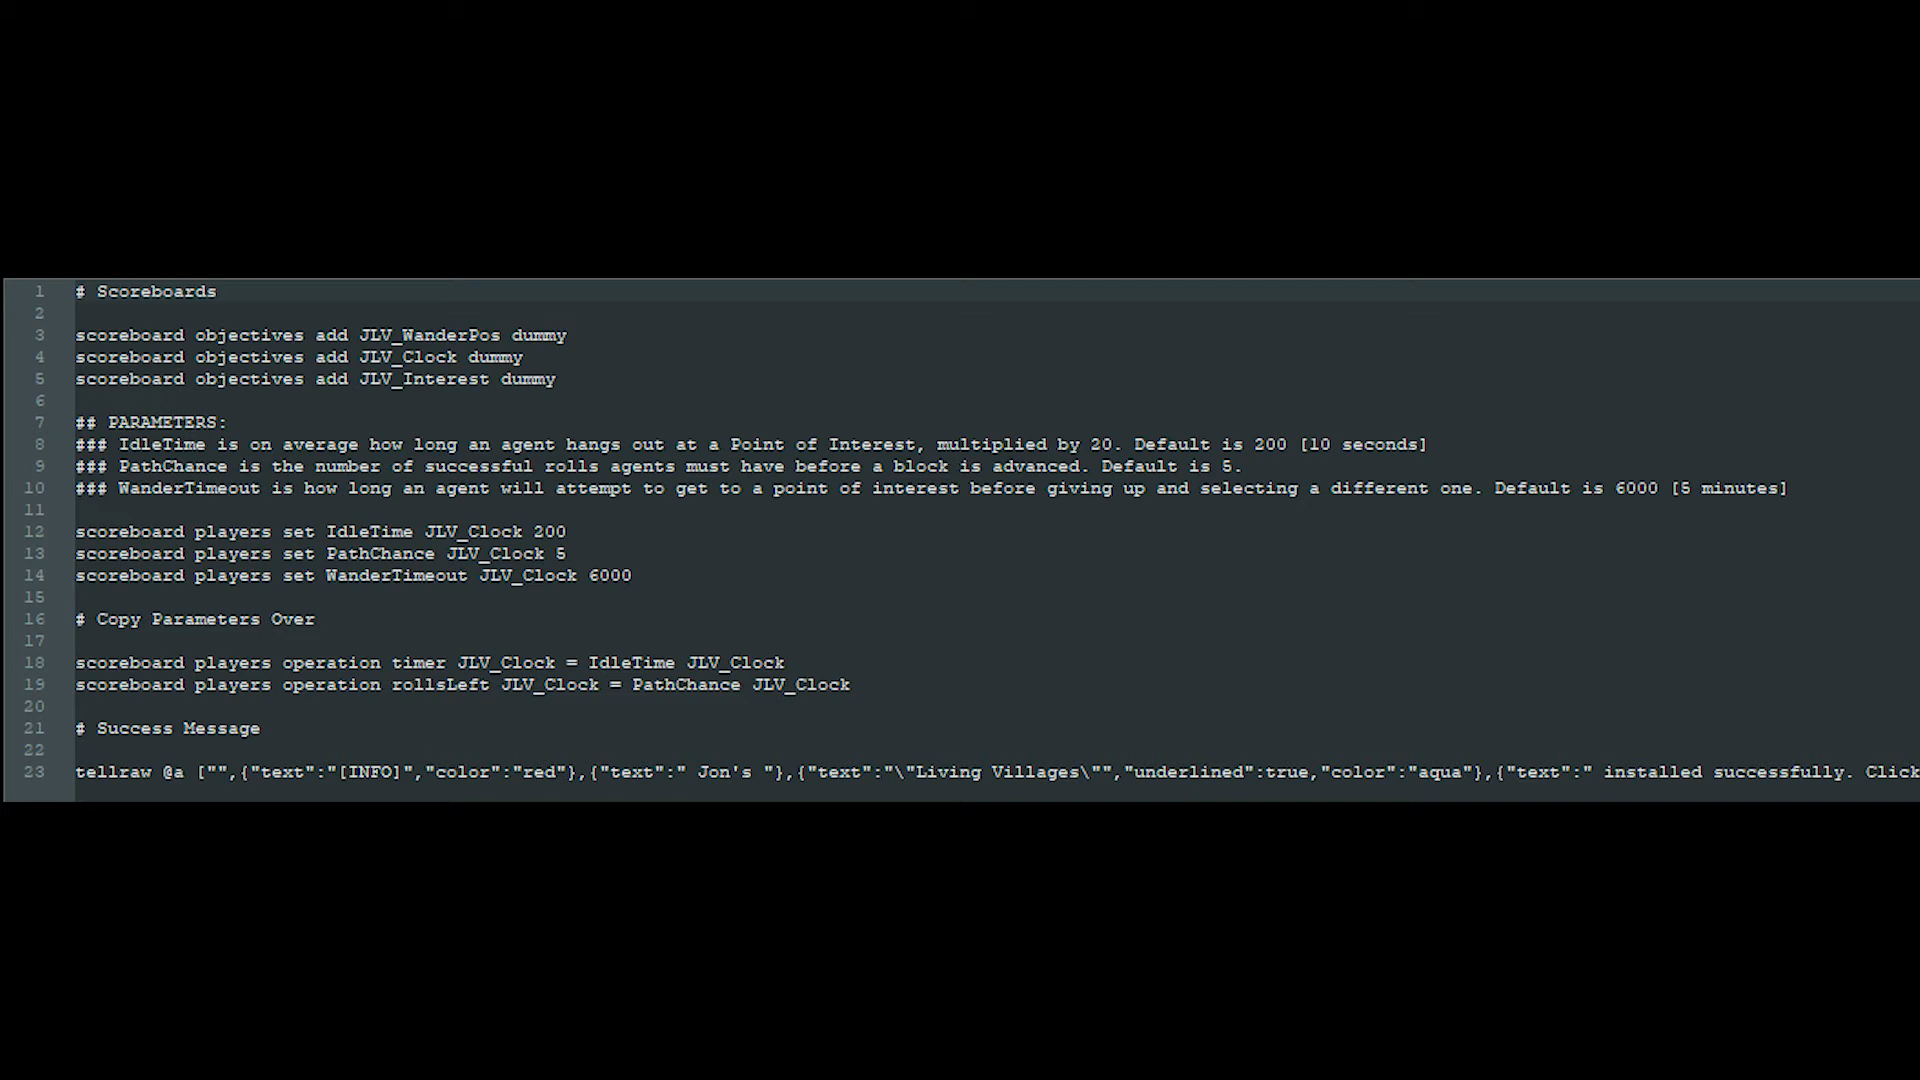 1 # Scoreboards
2
3 scoreboard objectives add JLV_WanderPos dummy
4 scoreboard objectives add JLV_Clock dummy
5 scoreboard objectives add JLV_Interest dummy
6
7 ## PARAMETERS:
8 ### IdleTime is on average how long an agent hangs out at a Point of Interest, multiplied by 20. Default is 200 [10 seconds]
9 ### PathChance is the number of successful rolls agents must have before a block is advanced. Default is 5.
10 ### WanderTimeout is how long an agent will attempt to get to a point of interest before giving up and selecting a different one. Default is 6000 [5 minutes]
11
12 scoreboard players set IdleTime JLV_Clock 200
13 scoreboard players set PathChance JLV_Clock 5
14 scoreboard players set WanderTimeout JLV_Clock 6000
15
16 # Copy Parameters Over
17
18 scoreboard players operation timer JLV_Clock = IdleTime JLV_Clock
19 scoreboard players operation rollsLeft JLV_Clock = PathChance JLV_Clock
20
21 # Success Message
22
23 tellraw @a ["",{"text":"[INFO]","color":"red"},{"text":" Jon's "},{"text":"\"Living Villages\"","underlined":true,"color":"aqua"},{"text":" installed successfully. Click